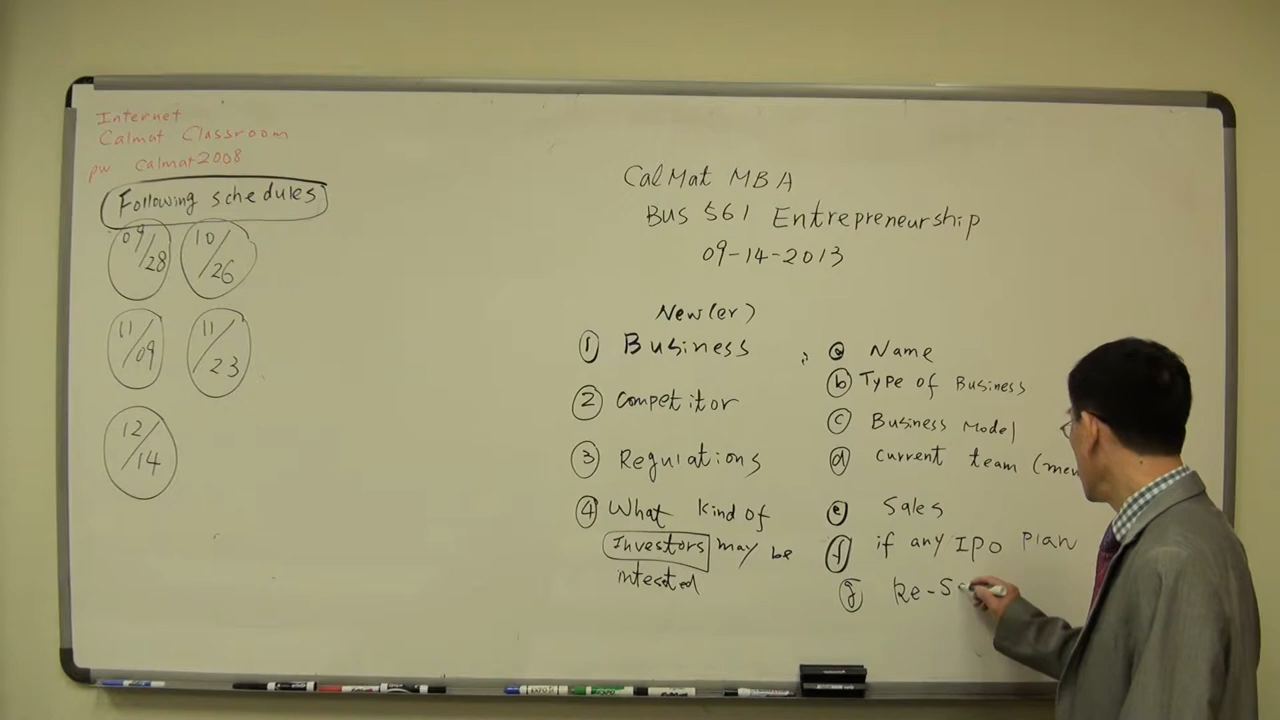 Internet
Calmat Classroom
pw Calmat2008
Following schedules
09/28 10/26
11/09 11/23
12/14
CalMat MBA
BUS 561 Entrepreneurship
09-14-2013
New(er)
1 Business
2 Competitor
3 Regulations
4 What kind of
Investors may be
intested
a Name
b Type of Business
c Business Model
d Current team (mem
e Sales
f if any IPO Plan
g Re-S